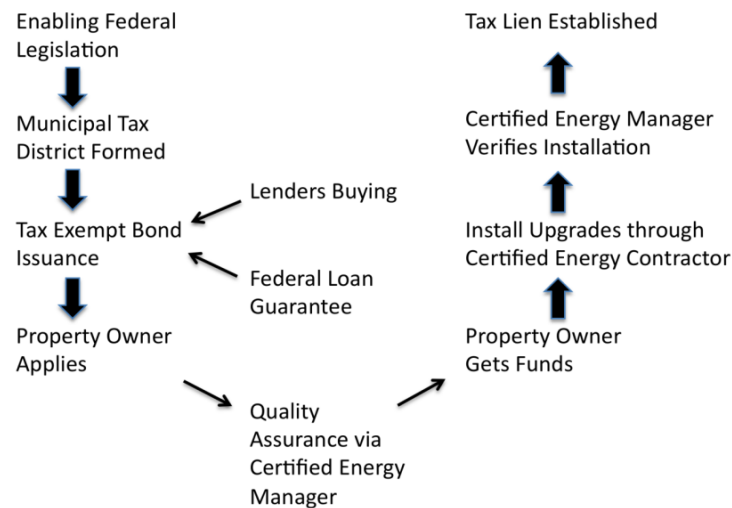 Enabling Federal
Legislation
Municipal Tax
District Formed
Tax Exempt Bond
Issuance
Lenders Buying
Federal Loan
Guarantee
Property Owner
Applies
Quality
Assurance via
Certified Energy
Manager
Property Owner
Gets Funds
Install Upgrades through
Certified Energy Contractor
Certified Energy Manager
Verifies Installation
Tax Lien Established